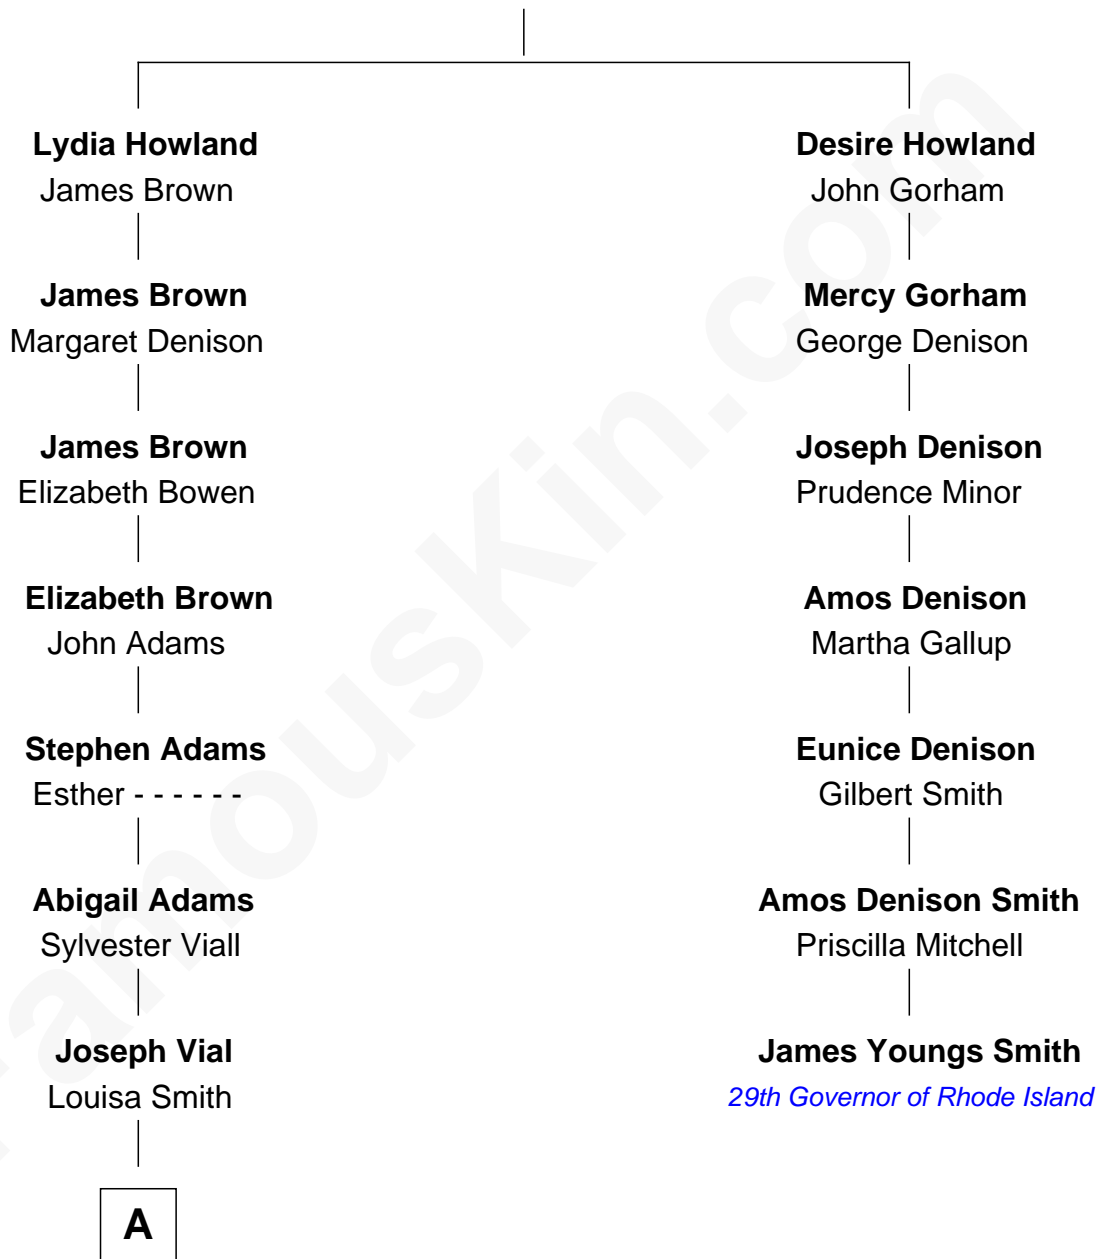 Lydia Howland
James Brown
James Brown
Margaret Denison
James Brown
Elizabeth Bowen
Elizabeth Brown
John Adams
Stephen Adams
Esther - - - - - -
Abigail Adams
Sylvester Viall
Joseph Vial
Louisa Smith
A
Desire Howland
John Gorham
Mercy Gorham
George Denison
Joseph Denison
Prudence Minor
Amos Denison
Martha Gallup
Eunice Denison
Gilbert Smith
Amos Denison Smith
Priscilla Mitchell
James Youngs Smith
29th Governor of Rhode Island
FamousKin.com